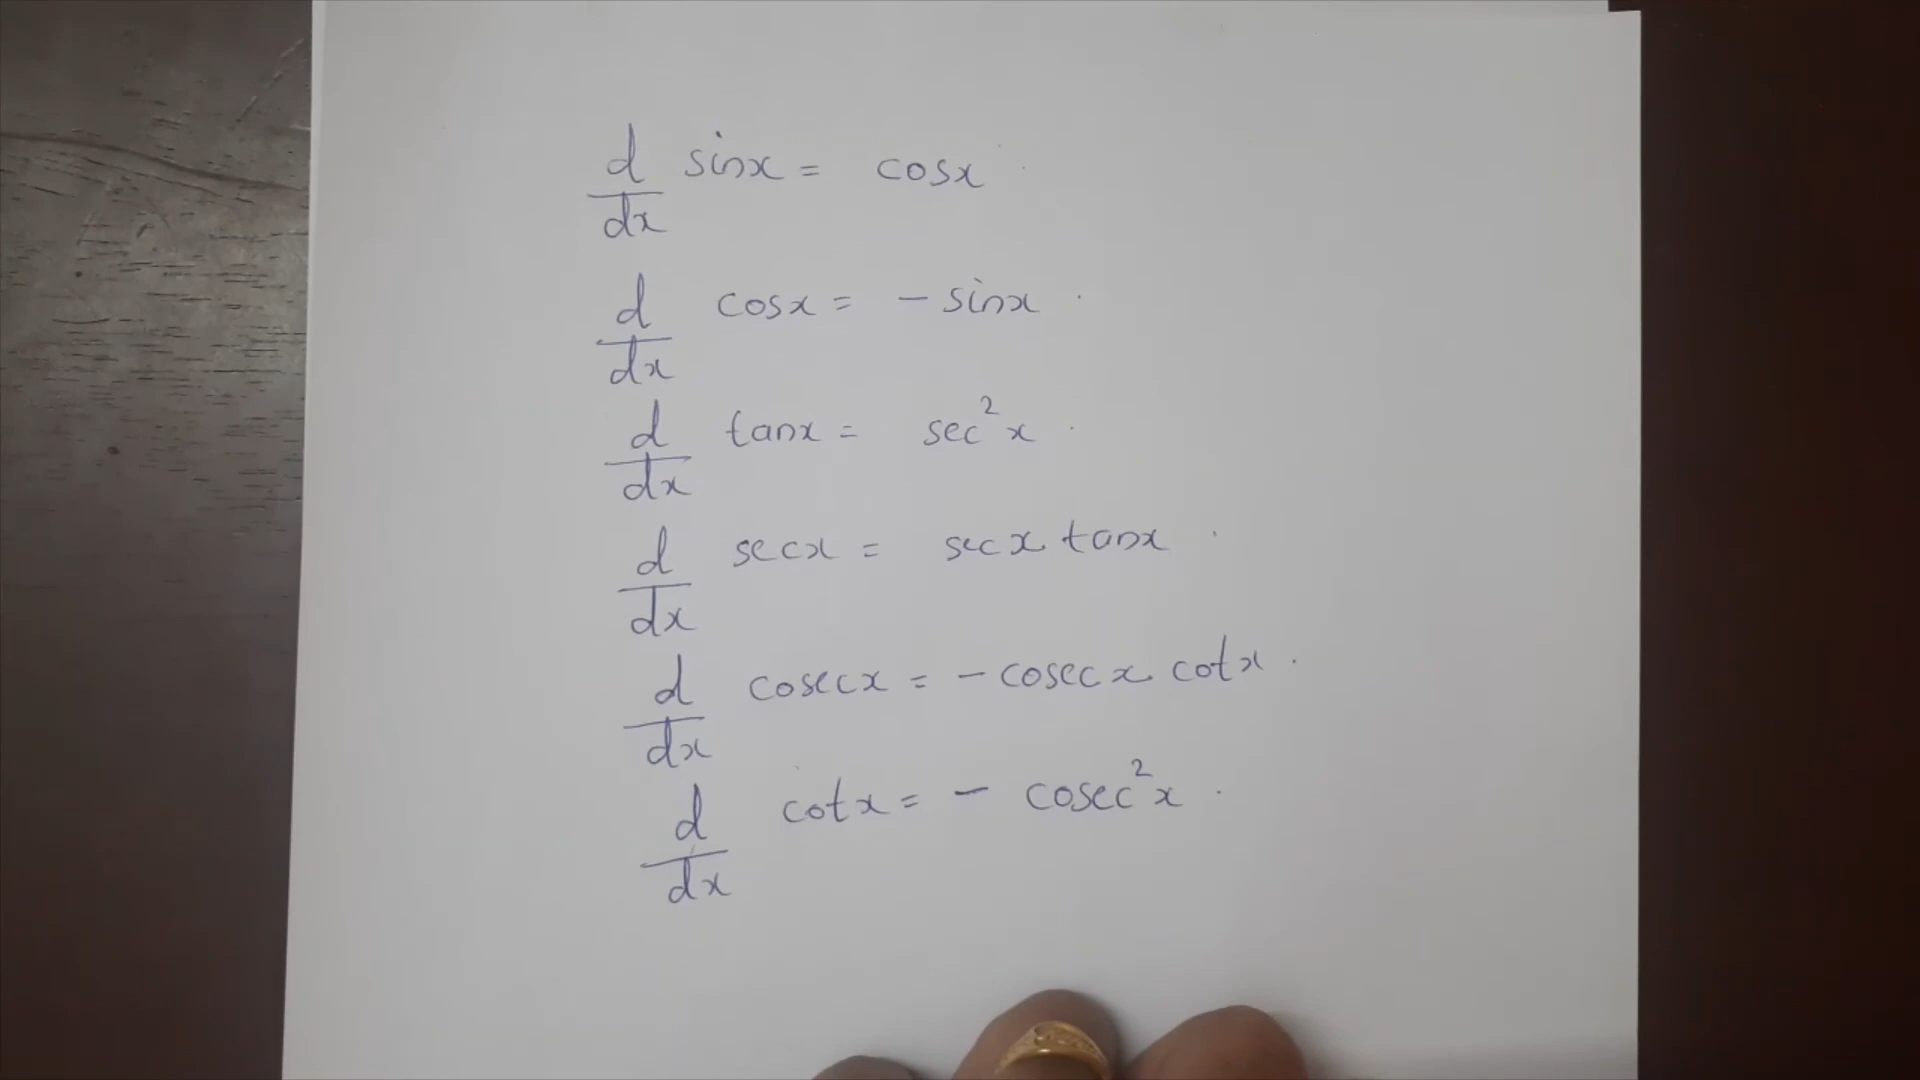 d/dx sinx = cosx
d/dx cosx = - sinx
d/dx tanx = sec²x
d/dx secx = secx tanx
d/dx cosecx = - cosecx cotx
d/dx cotx = - cosec²x